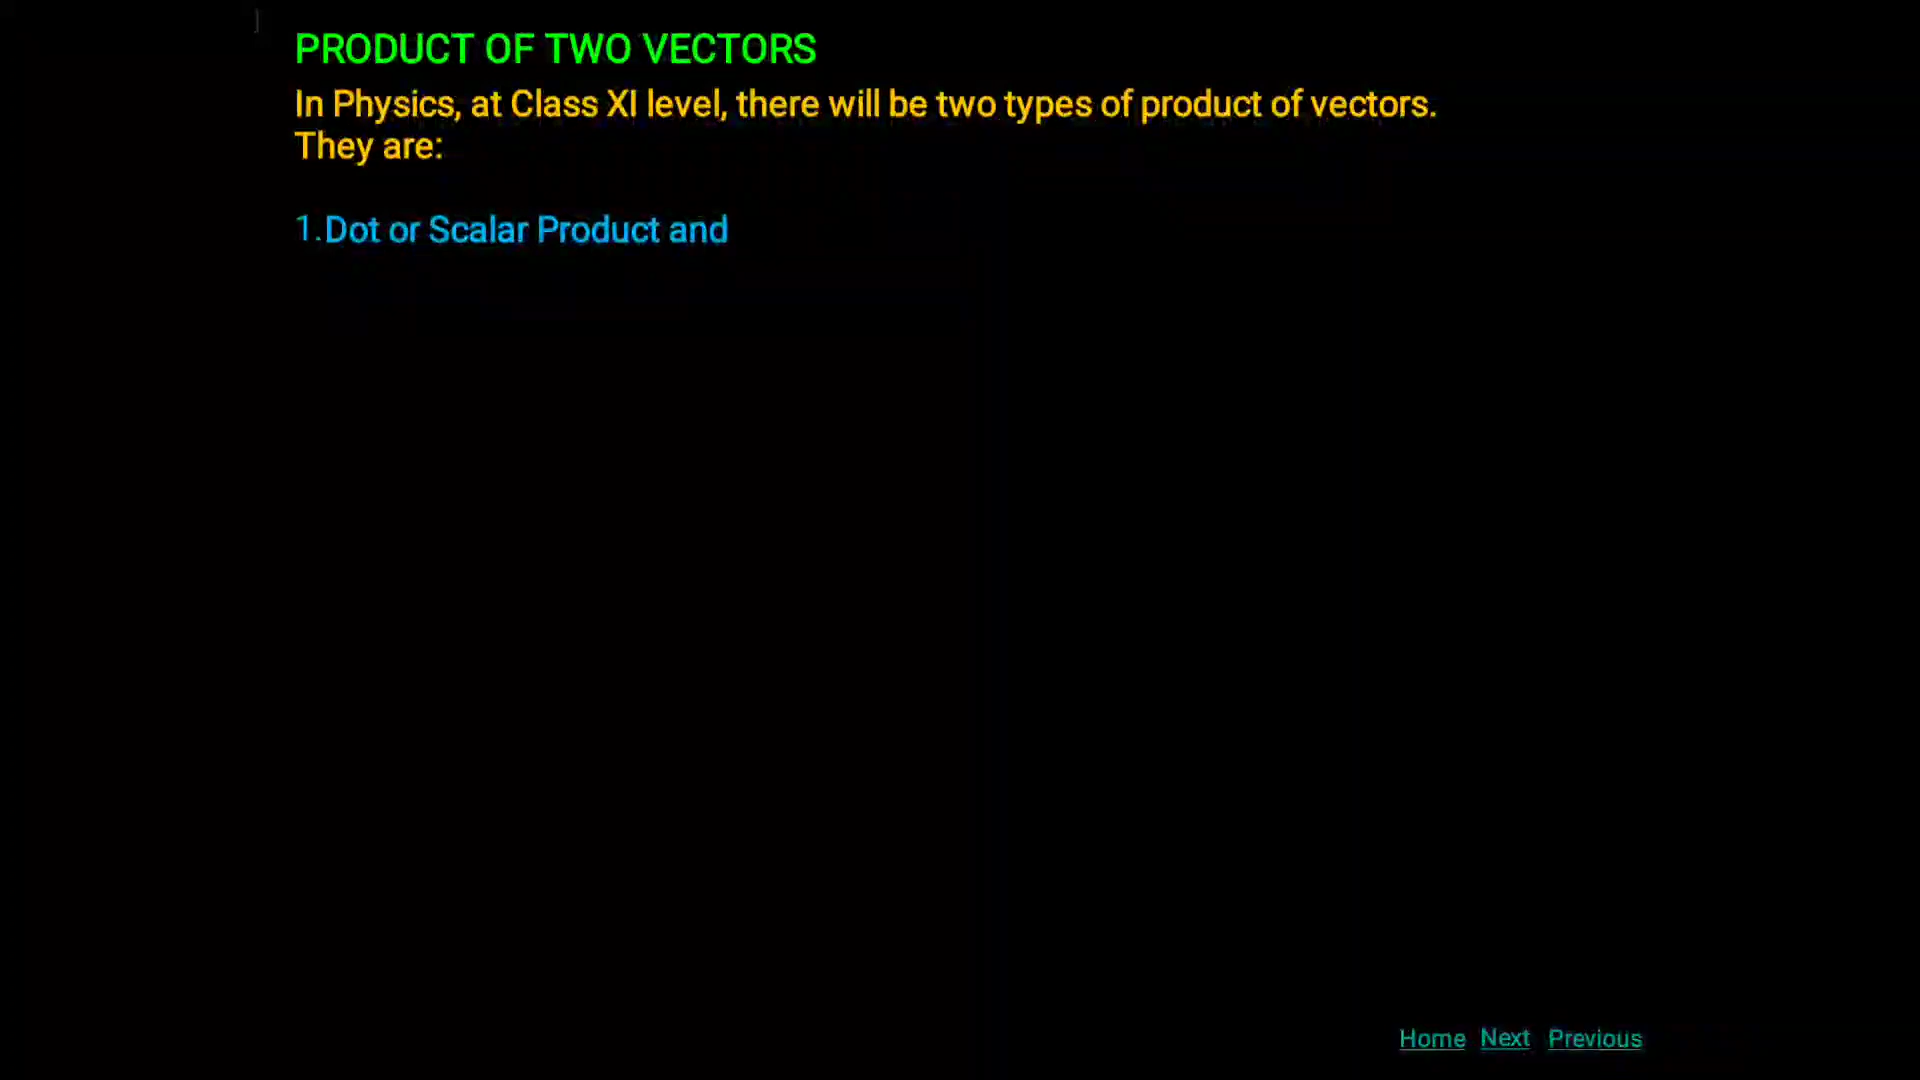 PRODUCT OF TWO VECTORS
In Physics, at Class XI level, there will be two types of product of vectors.
They are:
1.Dot or Scalar Product and
Home Next Previous